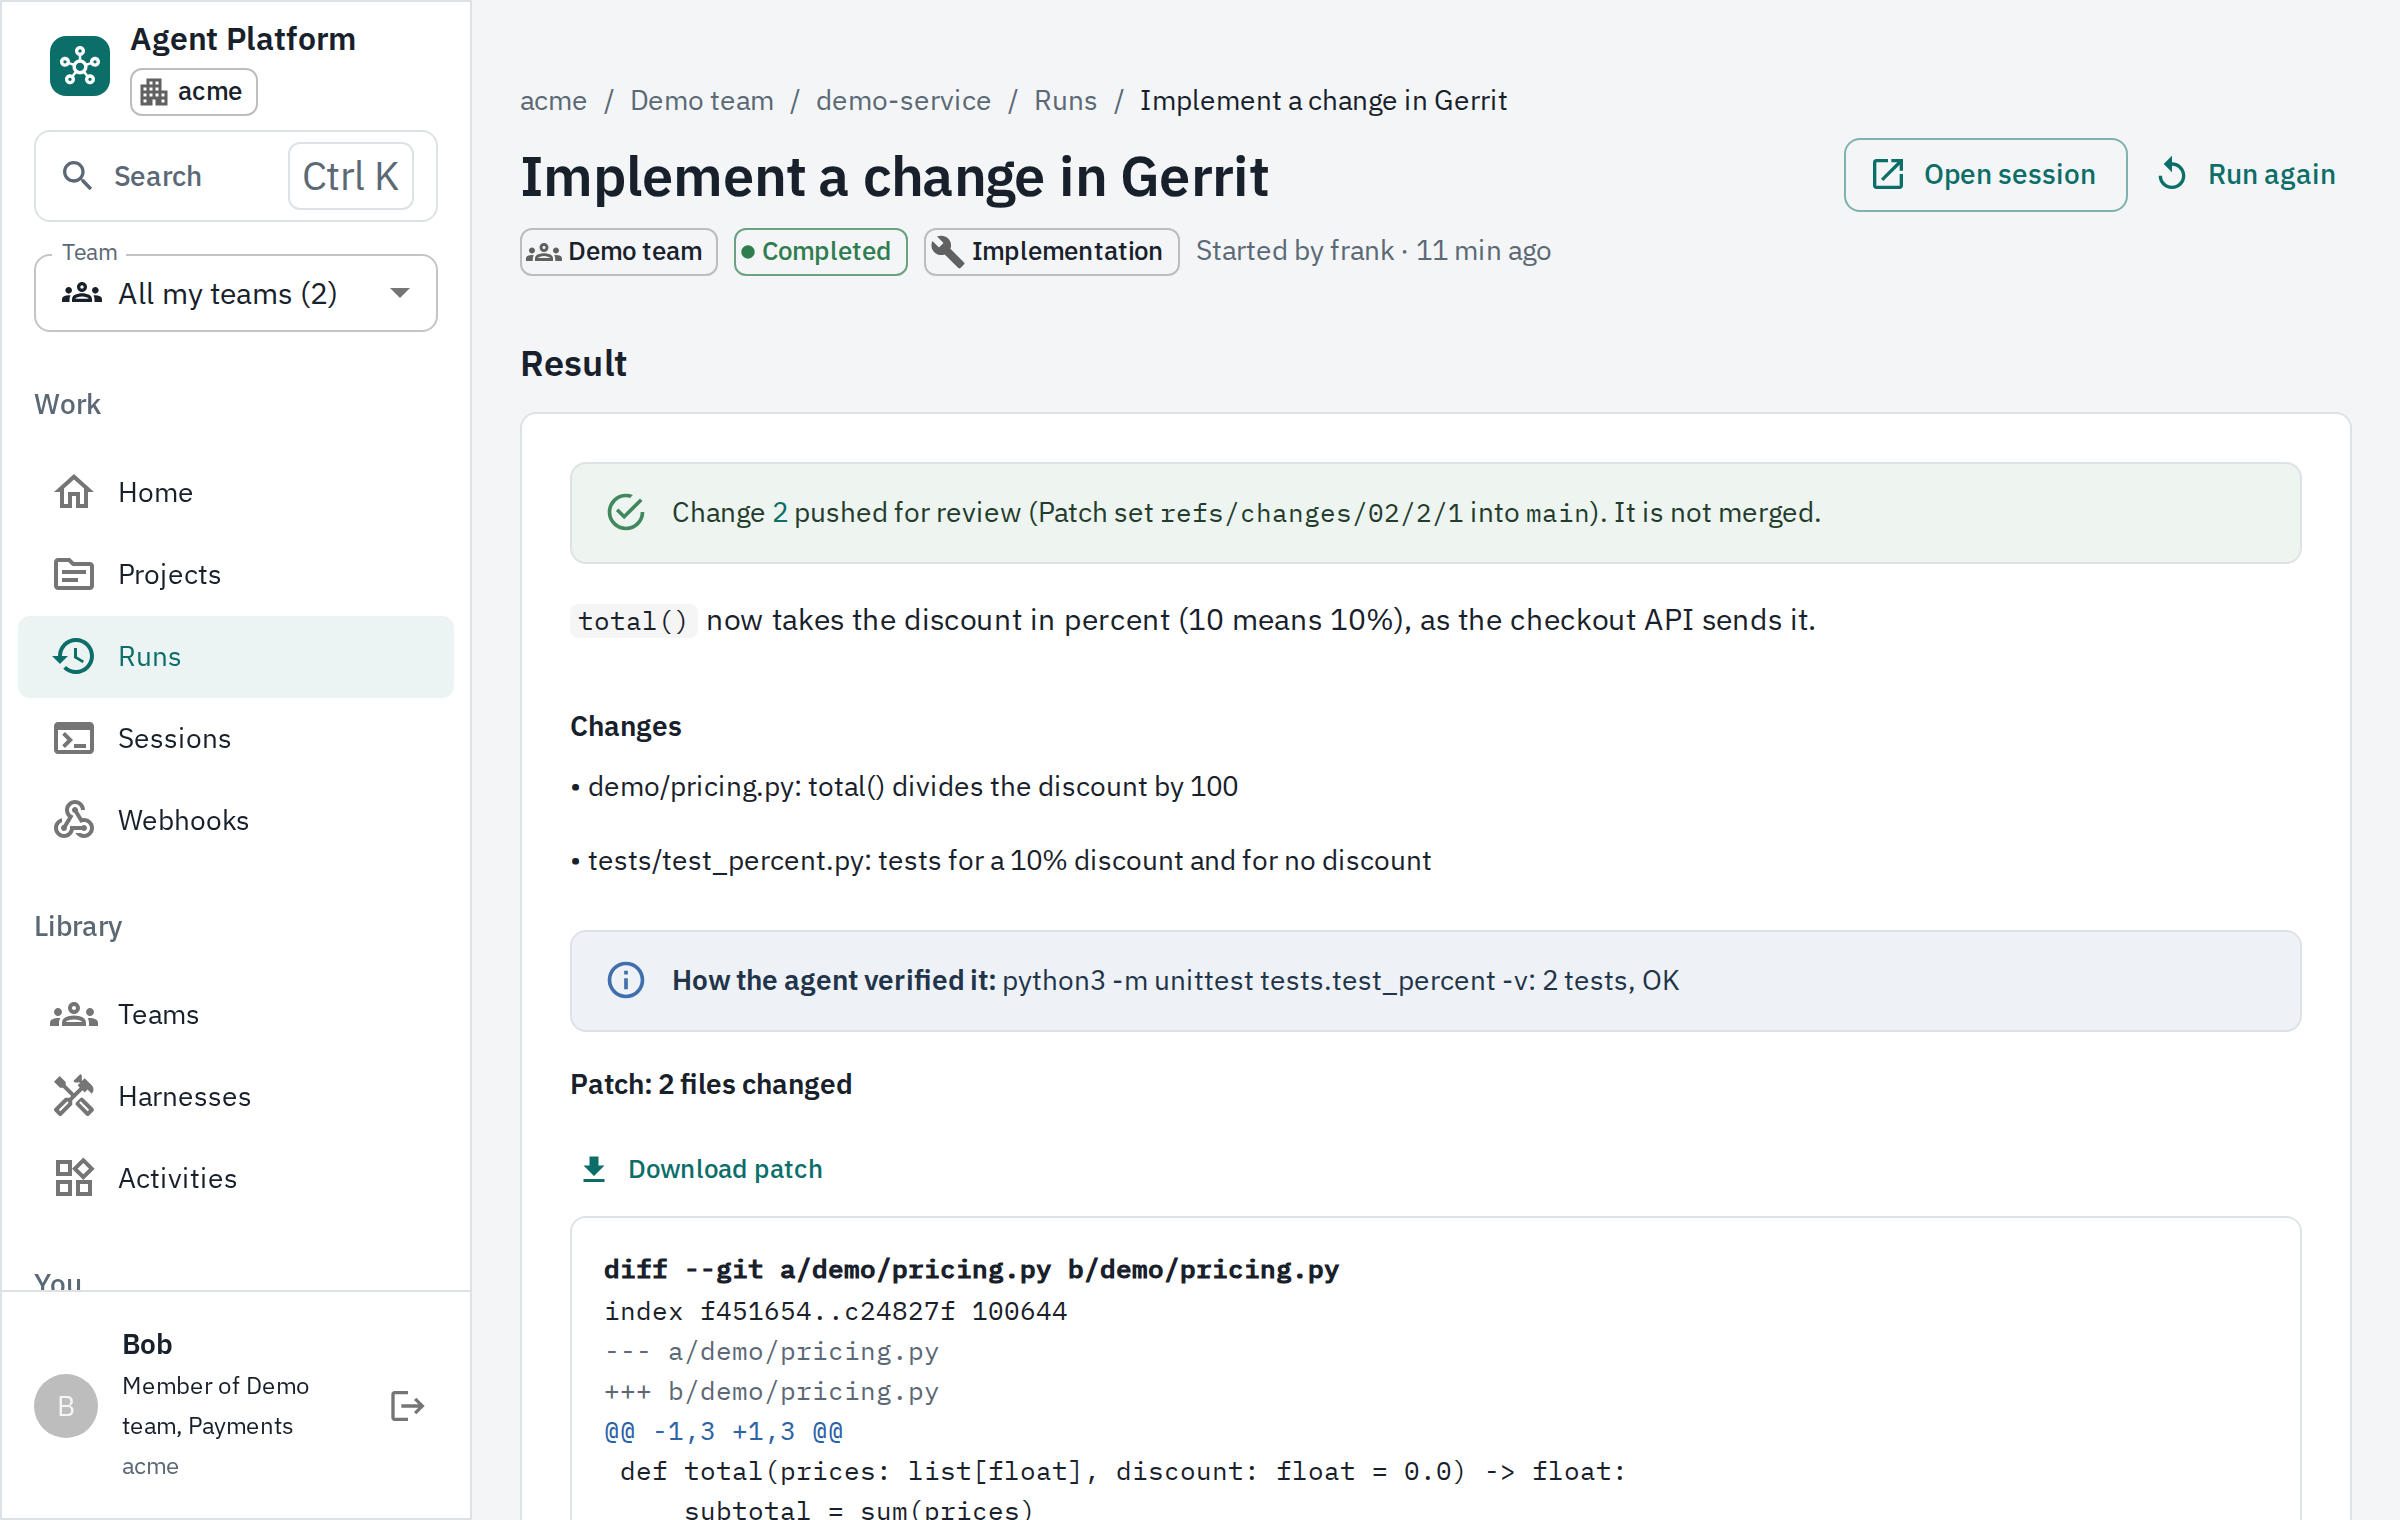 Agent Platform
acme
Search
Ctrl K
Team
All my teams (2)
Work
Home
Projects
Runs
Sessions
Webhooks
Library
Teams
Harnesses
Activities
You
Bob
Member of Demo
team, Payments
acme
B
acme / Demo team / demo-service / Runs / Implement a change in Gerrit
Implement a change in Gerrit
Open session
Run again
Demo team
Completed
Implementation
Started by frank · 11 min ago
Result
Change 2 pushed for review (Patch set refs/changes/02/2/1 into main). It is not merged.
total() now takes the discount in percent (10 means 10%), as the checkout API sends it.
Changes
• demo/pricing.py: total() divides the discount by 100
• tests/test_percent.py: tests for a 10% discount and for no discount
How the agent verified it: python3 -m unittest tests.test_percent -v: 2 tests, OK
Patch: 2 files changed
Download patch
diff --git a/demo/pricing.py b/demo/pricing.py
index f451654..c24827f 100644
--- a/demo/pricing.py
+++ b/demo/pricing.py
@@ -1,3 +1,3 @@
def total(prices: list[float], discount: float = 0.0) -> float:
subtotal = sum(prices)